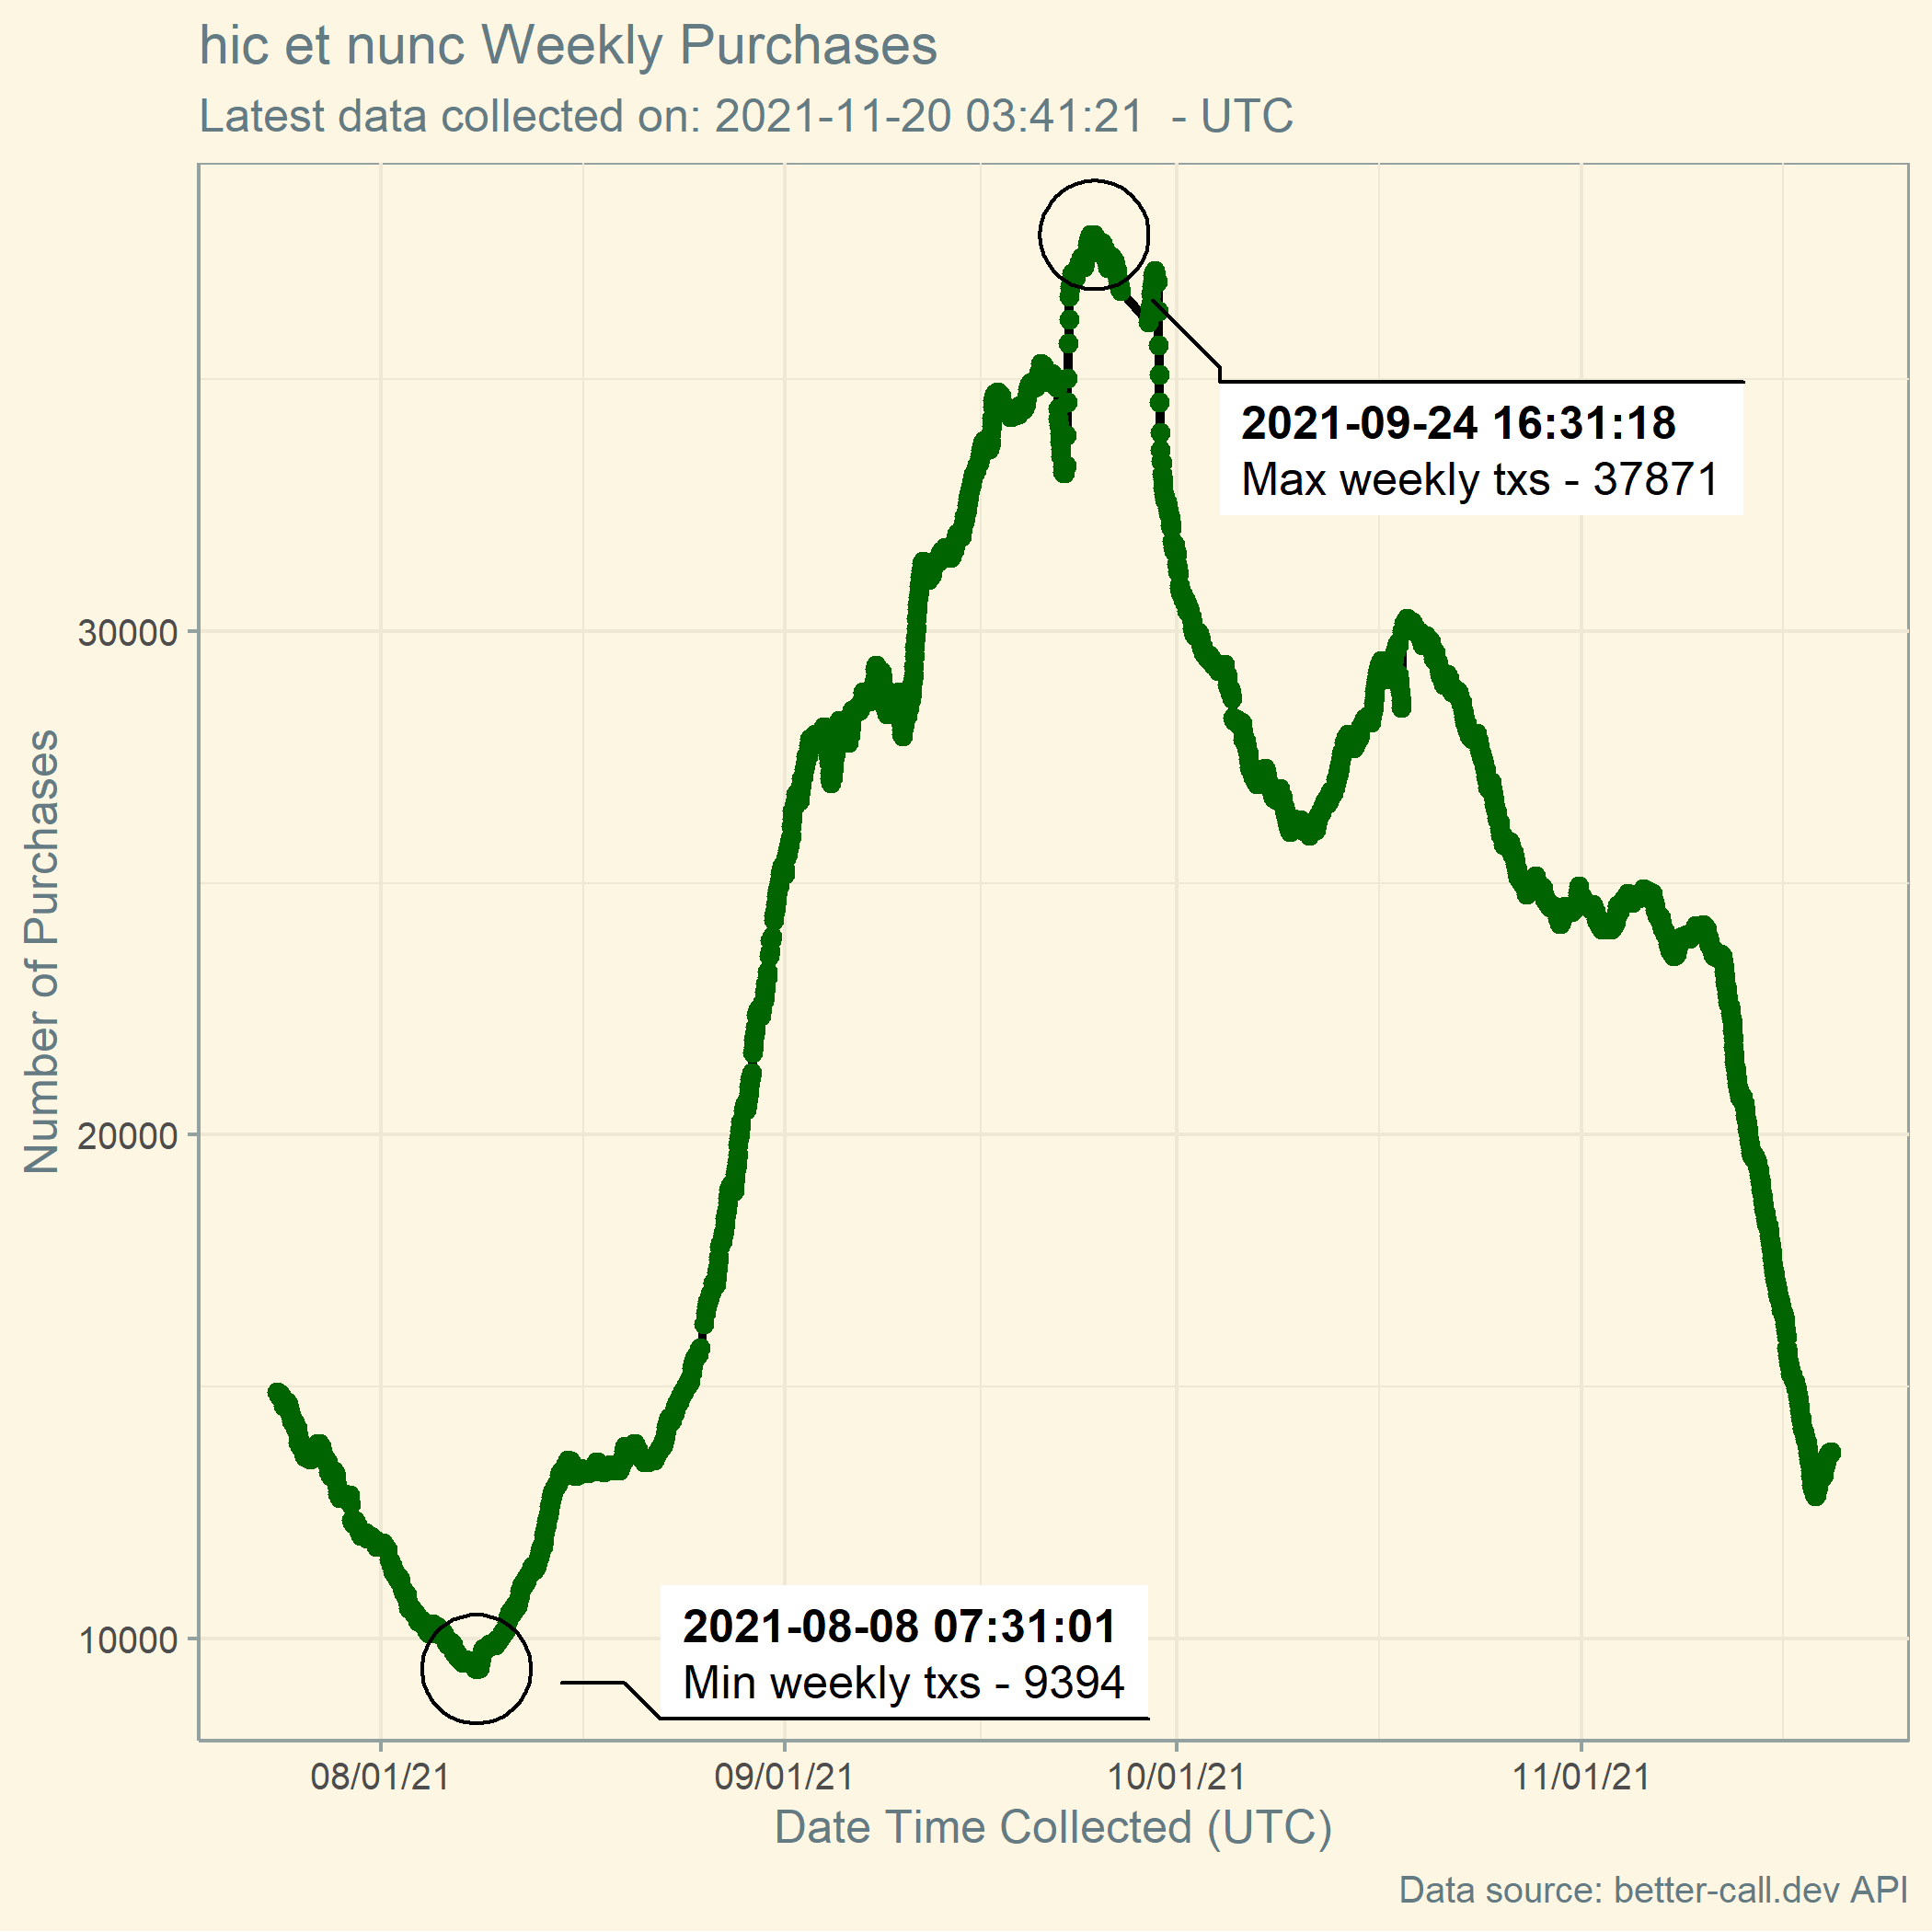 hic et nunc Weekly Purchases
Latest data collected on: 2021-11-20 03:41:21  - UTC
2021-09-24 16:31:18
Max weekly txs - 37871
30000
20000
10000
Number of Purchases
2021-08-08 07:31:01
Min weekly txs - 9394
08/01/21
09/01/21
10/01/21
11/01/21
Date Time Collected (UTC)
Data source: better-call.dev API